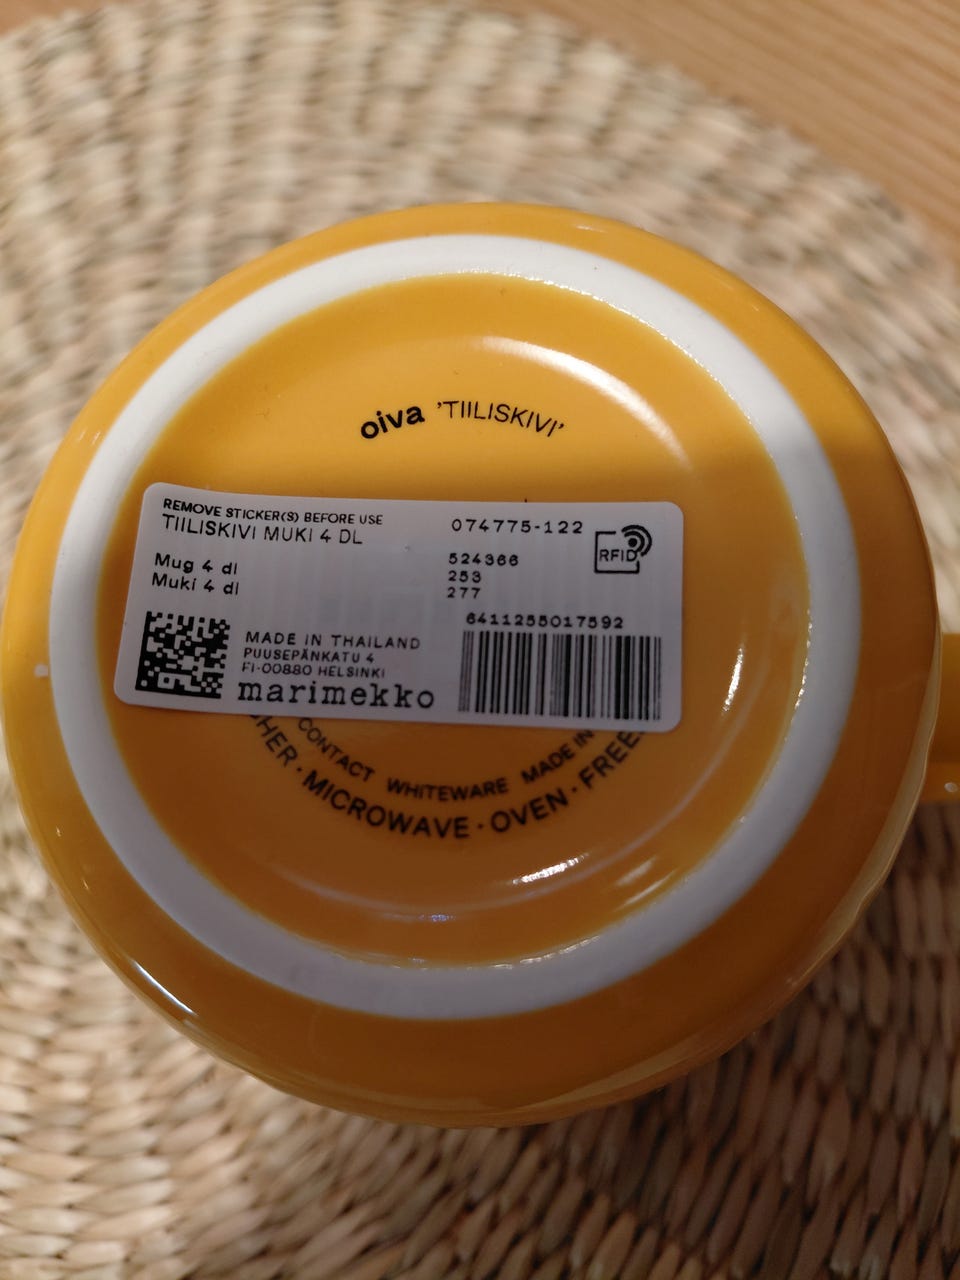 oiva 'TIILISKIVI'
REMOVE STICKER(S) BEFORE USE
TIILISKIVI MUKI 4 DL
Mug 4 dl
Muki 4 dl
074775-122
524366
253
277
RFID
6411255017592
MADE IN THAILAND
PUUSEPÄNKATU 4
FI-00880 HELSINKI
marimekko
CONTACT WHITEWARE MADE IN
· MICROWAVE · OVEN ·